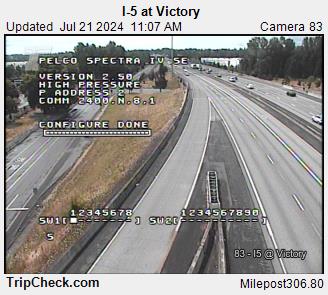 I-5 at Victory
Updated Jul 21 2024 11:07 AM Camera 83
PELCO SPECTRA IV SE
VERSION 2.50
HIGH PRESSURE
P ADDRESS 2
COMM 2400,N,8,1
CONFIGURE DONE
12345678 1234567890
SW1[ ] SW2[ ]
S
83 - I5 @ Victory
TripCheck.com Milepost306.80